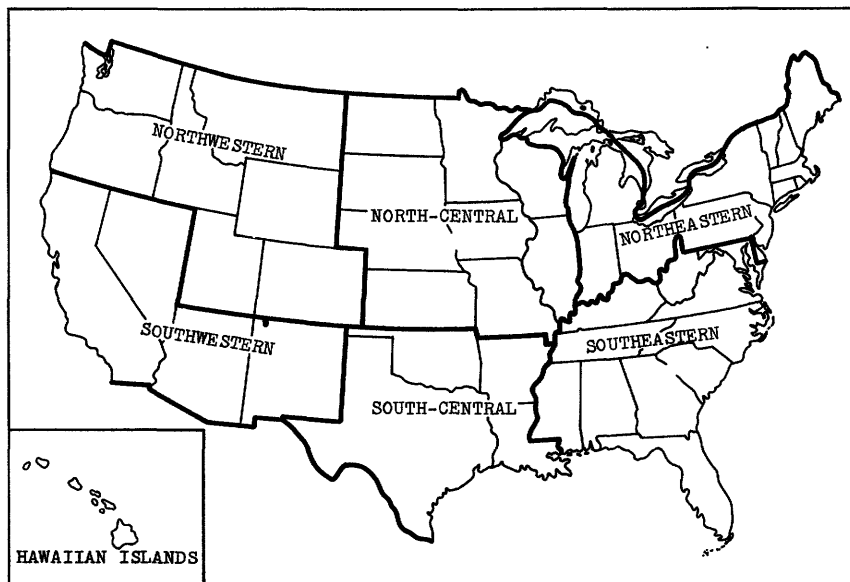 NORTHWESTERN
NORTH-CENTRAL
NORTHEASTERN
SOUTHWESTERN
SOUTHEASTERN
SOUTH-CENTRAL
HAWAIIAN ISLANDS